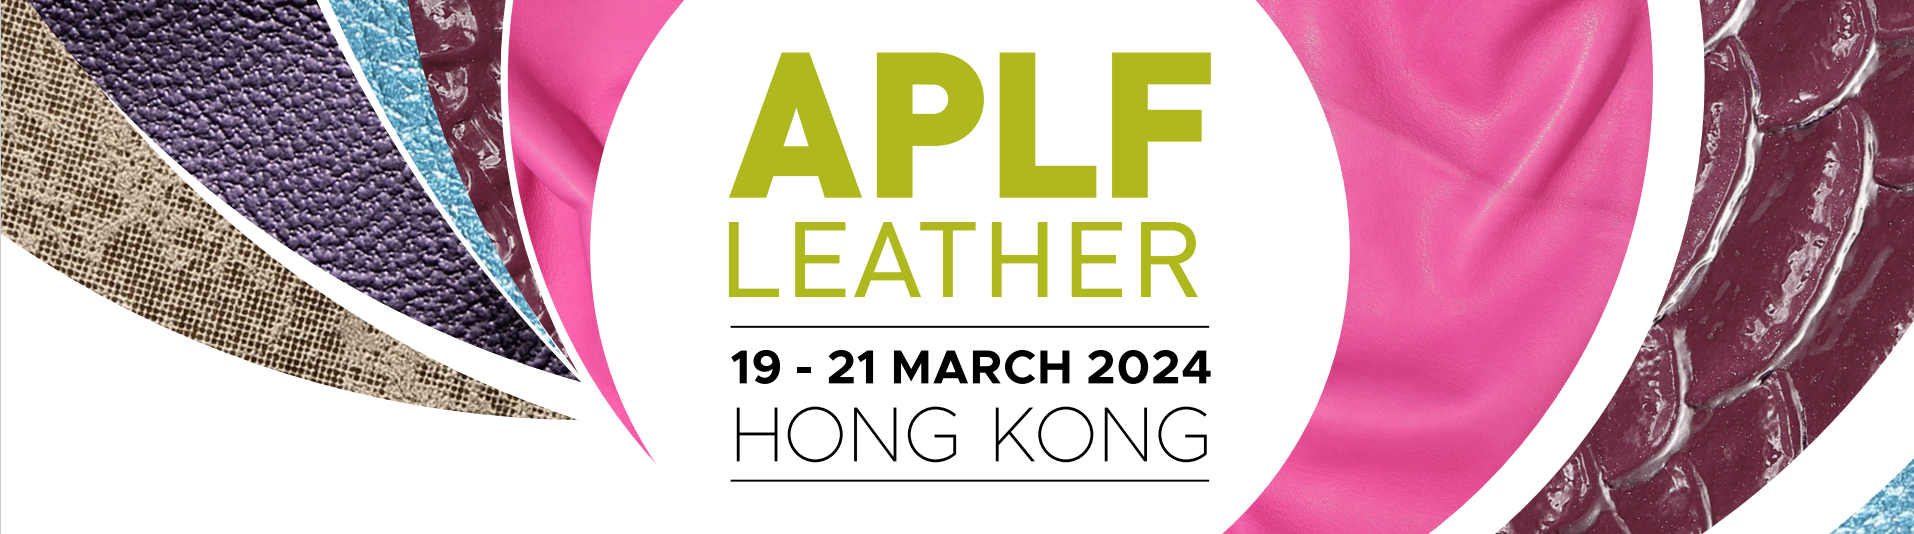 APLF
LEATHER
19 - 21 MARCH 2024
HONG KONG